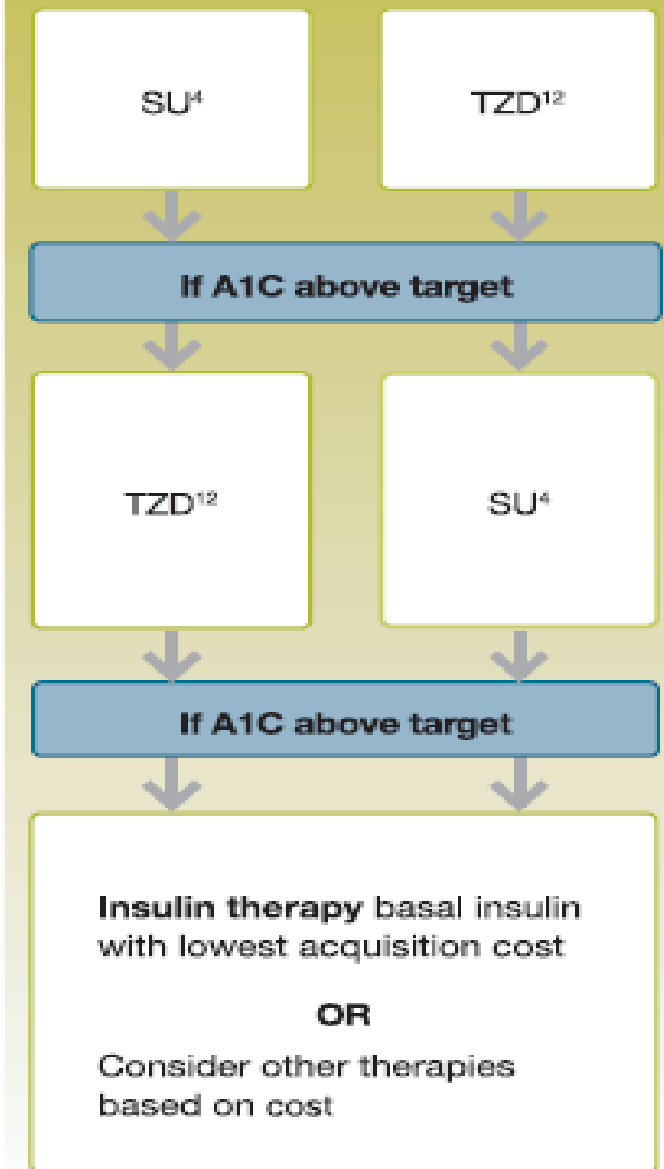 SU⁴
TZD¹²
If A1C above target
TZD¹²
SU⁴
If A1C above target
Insulin therapy basal insulin
with lowest acquisition cost
OR
Consider other therapies
based on cost